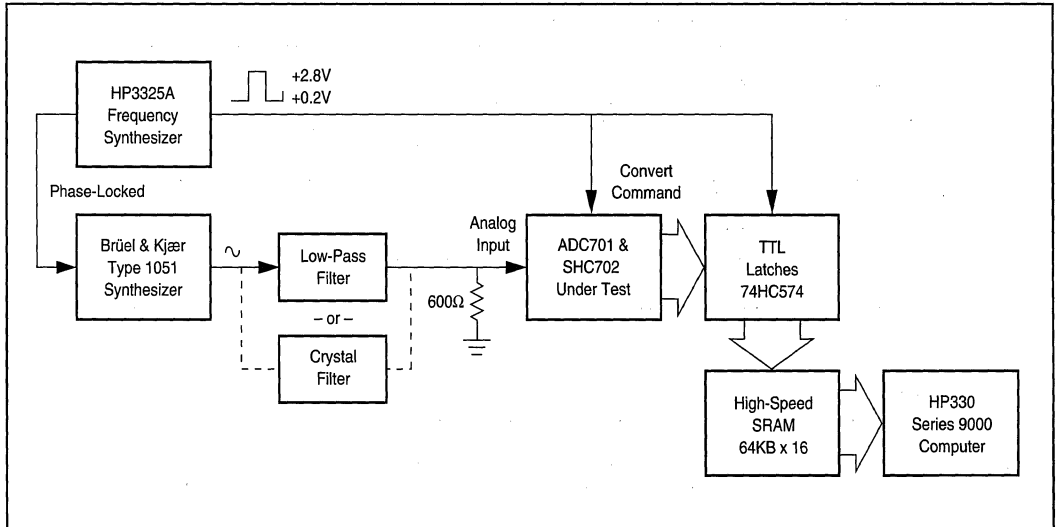 HP3325A
Frequency
Synthesizer
+2.8V
+0.2V
Phase-Locked
Convert
Command
Brüel & Kjær
Type 1051
Synthesizer
Low-Pass
Filter
– or –
Crystal
Filter
Analog
Input
600Ω
ADC701 &
SHC702
Under Test
TTL
Latches
74HC574
High-Speed
SRAM
64KB x 16
HP330
Series 9000
Computer